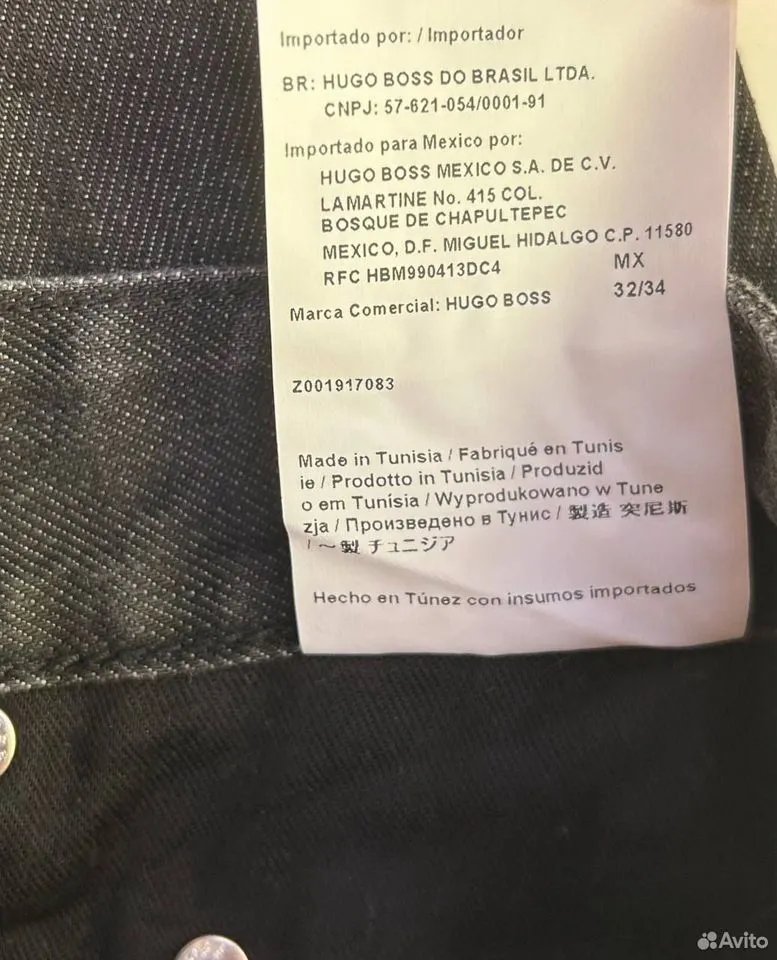 Importado por: / Importador
BR: HUGO BOSS DO BRASIL LTDA.
CNPJ: 57-621-054/0001-91
Importado para Mexico por:
HUGO BOSS MEXICO S.A. DE C.V.
LAMARTINE No. 415 COL.
BOSQUE DE CHAPULTEPEC
MEXICO, D.F. MIGUEL HIDALGO C.P. 11580
RFC HBM990413DC4 MX
Marca Comercial: HUGO BOSS 32/34
Z001917083
Made in Tunisia / Fabriqué en Tunis
ie / Prodotto in Tunisia / Produzid
o em Tunísia / Wyprodukowano w Tune
zja / Произведено в Тунис / 製造 突尼斯
/ ～製 チュニジア
Hecho en Túnez con insumos importados
Avito